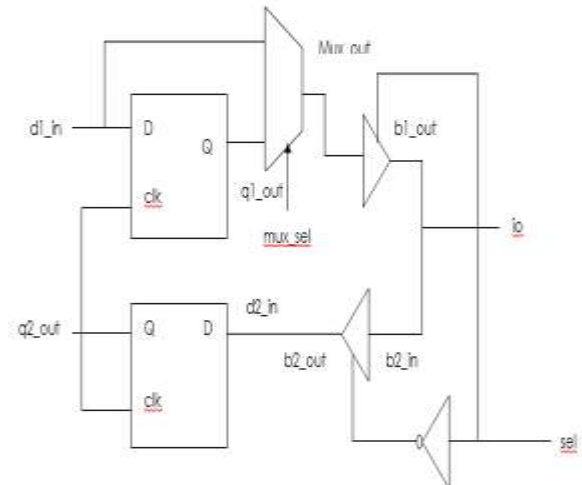 Mux_out
d1_in
D
Q
b1_out
clk
q1_out
mux_sel
io
d2_in
q2_out
Q
D
b2_out
b2_in
clk
sel